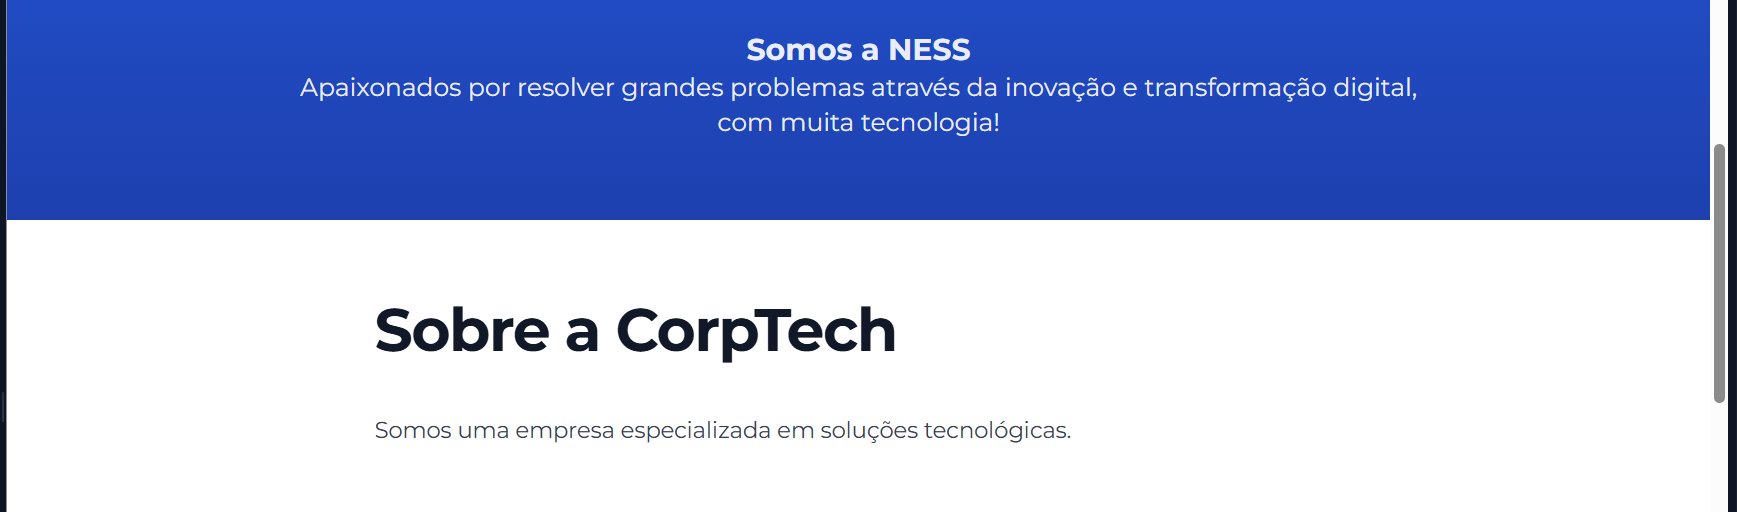 Somos a NESS
Apaixonados por resolver grandes problemas através da inovação e transformação digital,
com muita tecnologia!
Sobre a CorpTech
Somos uma empresa especializada em soluções tecnológicas.